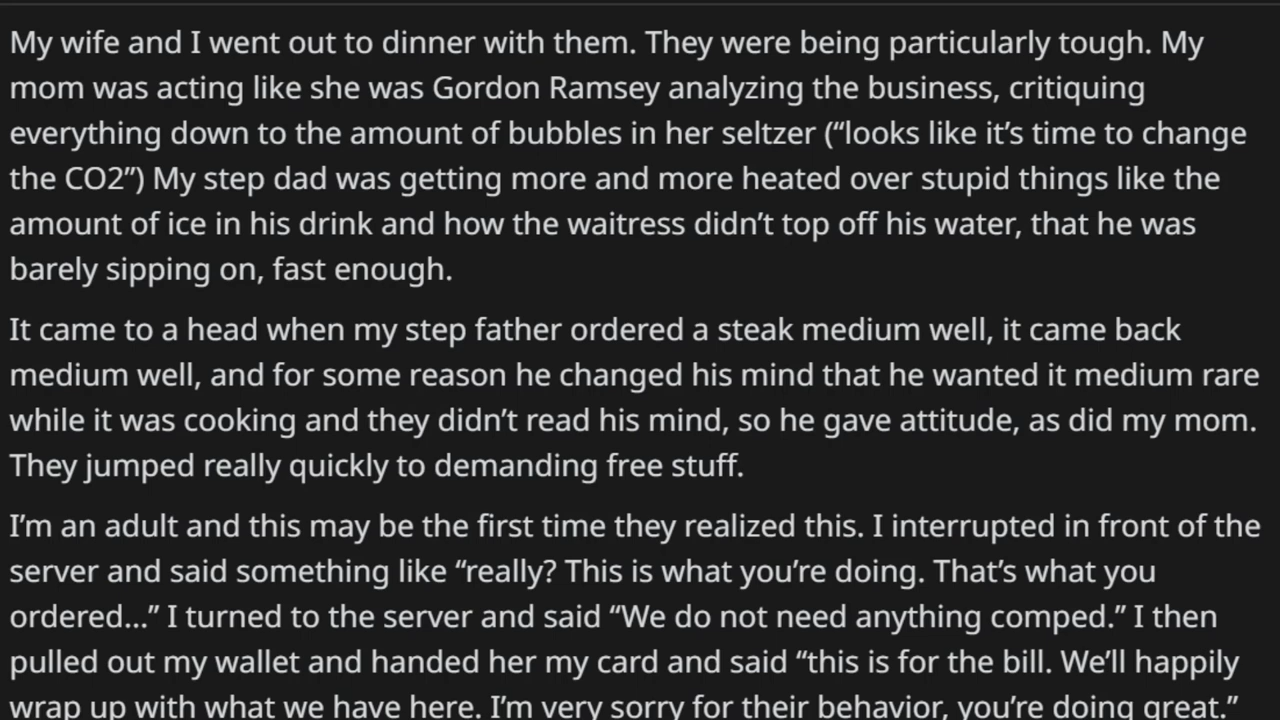 My wife and I went out to dinner with them. They were being particularly tough. My
mom was acting like she was Gordon Ramsey analyzing the business, critiquing
everything down to the amount of bubbles in her seltzer (“looks like it’s time to change
the CO2”) My step dad was getting more and more heated over stupid things like the
amount of ice in his drink and how the waitress didn’t top off his water, that he was
barely sipping on, fast enough.
It came to a head when my step father ordered a steak medium well, it came back
medium well, and for some reason he changed his mind that he wanted it medium rare
while it was cooking and they didn’t read his mind, so he gave attitude, as did my mom.
They jumped really quickly to demanding free stuff.
I’m an adult and this may be the first time they realized this. I interrupted in front of the
server and said something like “really? This is what you’re doing. That’s what you
ordered...” I turned to the server and said “We do not need anything comped.” I then
pulled out my wallet and handed her my card and said “this is for the bill. We’ll happily
wrap up with what we have here. I’m very sorry for their behavior, you’re doing great.”